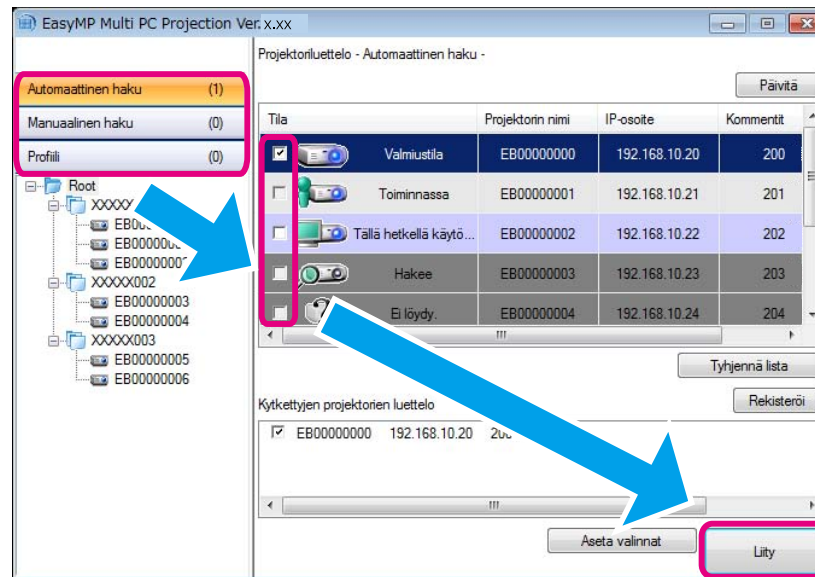 EasyMP Multi PC Projection Ver. x.xx
Projektoriluettelo - Automaattinen haku -
Päivitä
Automaattinen haku (1)
Manuaalinen haku (0)
Profiili (0)
Tila Projektorin nimi IP-osoite Kommentit
Valmiustila EB00000000 192.168.10.20 200
Toiminnassa EB00000001 192.168.10.21 201
Tällä hetkellä käytö... EB00000002 192.168.10.22 202
Hakee EB00000003 192.168.10.23 203
Ei löydy. EB00000004 192.168.10.24 204
Root
XXXXX002
EB00000003
EB00000004
XXXXX003
EB00000005
EB00000006
Tyhjennä lista
Kytkettyjen projektorien luettelo
Rekisteröi
EB00000000 192.168.10.20
Aseta valinnat
Liity